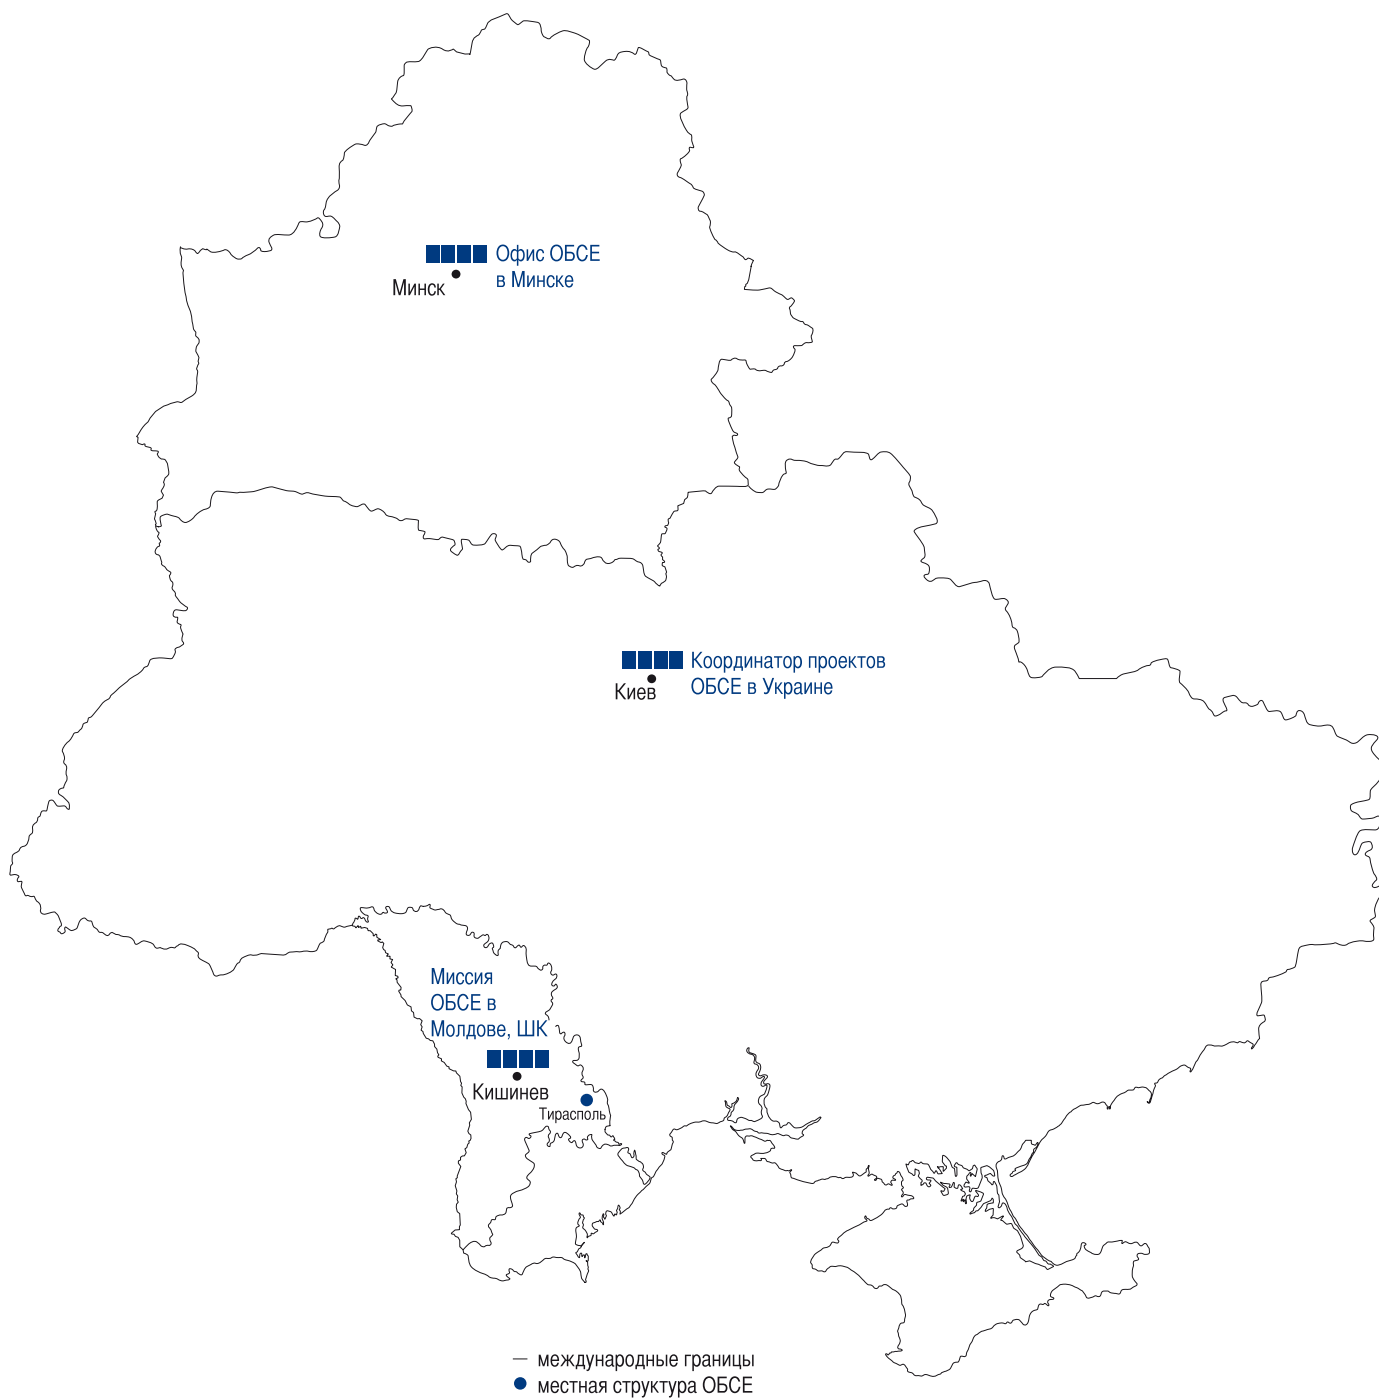 Офис ОБСЕ
в Минске
Минск
Координатор проектов
ОБСЕ в Украине
Киев
Миссия
ОБСЕ в
Молдове, ШК
Кишинев
Тирасполь
международные границы
местная структура ОБСЕ